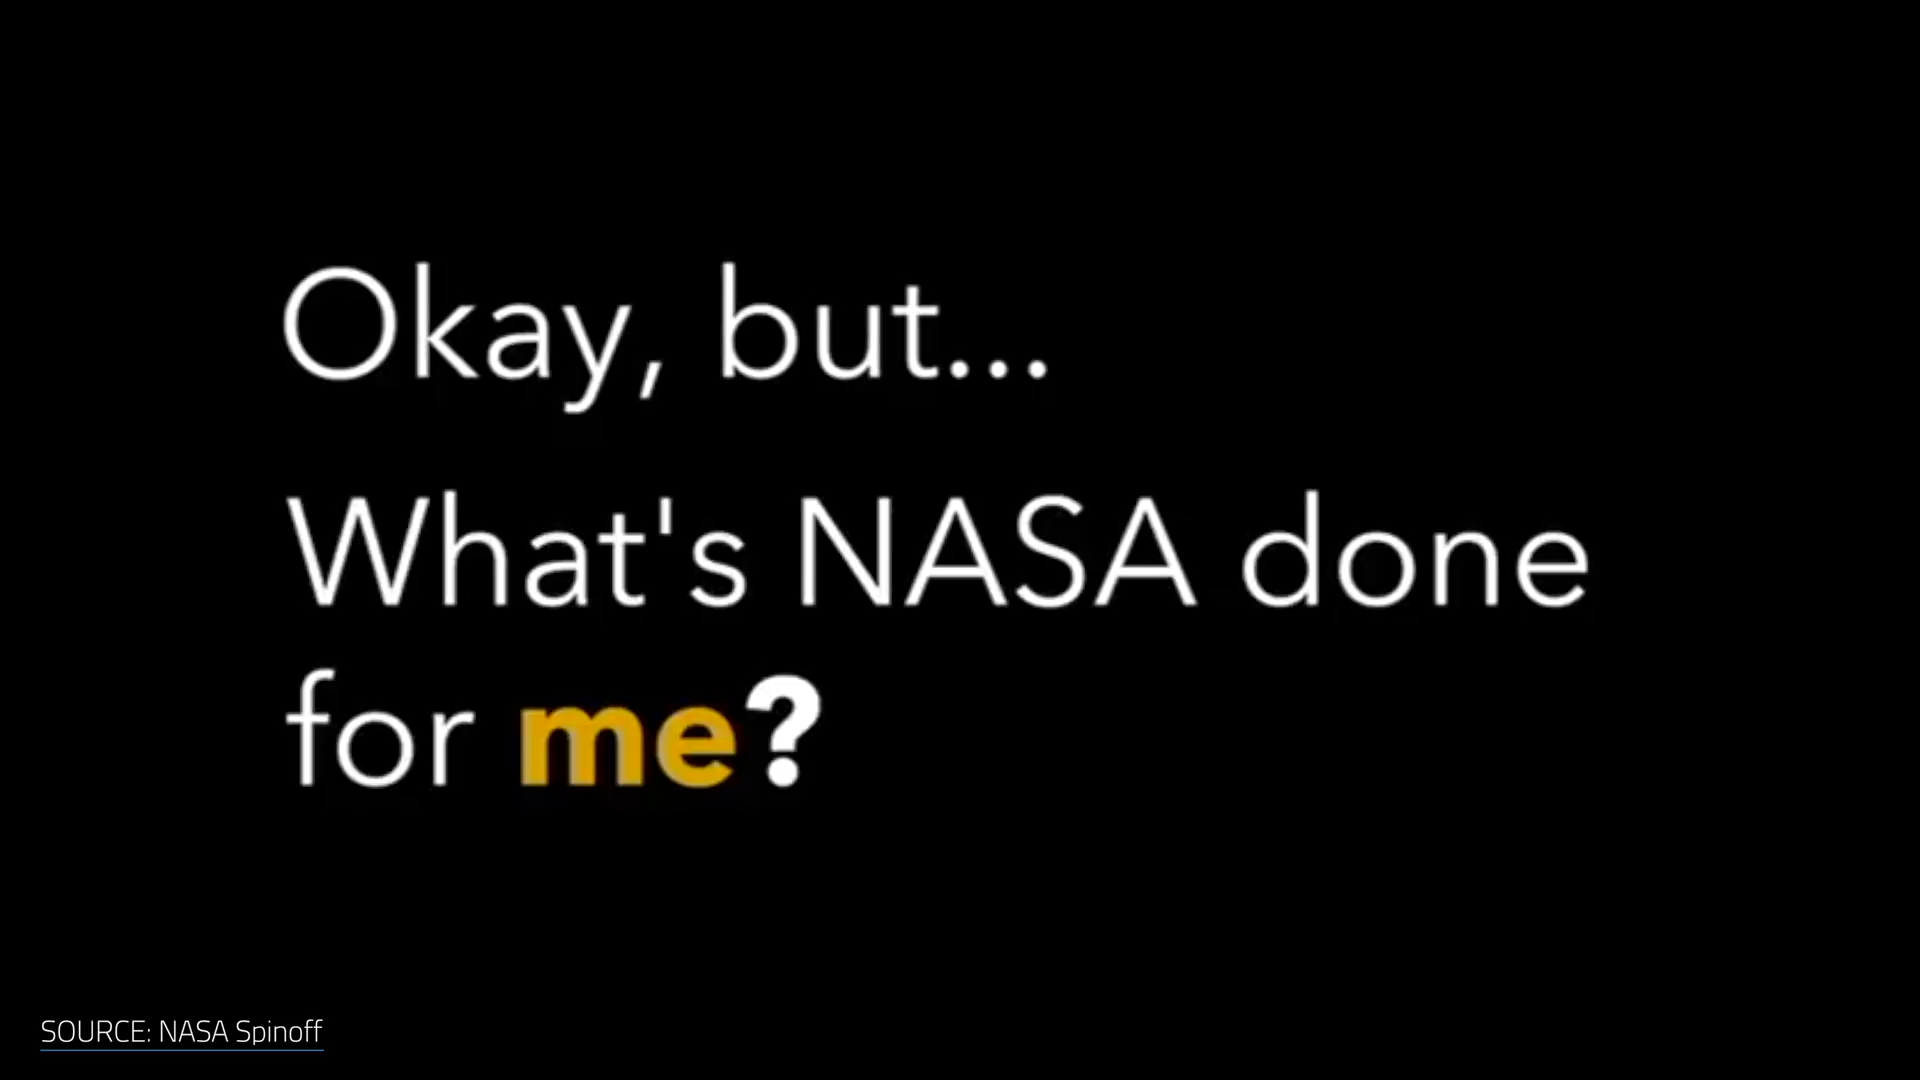 Okay, but...
What's NASA done
for me?
SOURCE: NASA Spinoff